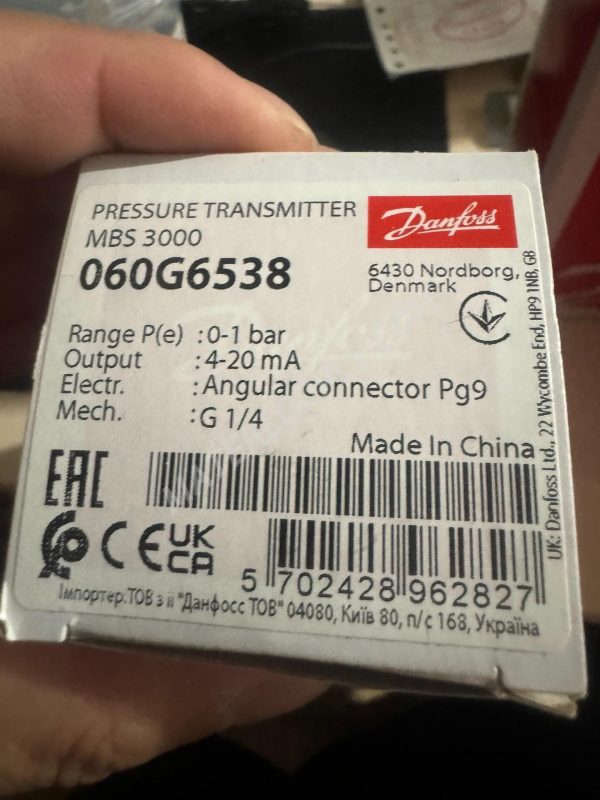 PRESSURE TRANSMITTER
MBS 3000
060G6538
Danfoss
6430 Nordborg,
Denmark
Range P(e) : 0-1 bar
Output : 4-20 mA
Electr. : Angular connector Pg9
Mech. : G 1/4
Made In China
UK: Danfoss Ltd., 22 Wycombe End, HP9 1NB, GB
EAC
CE UK
CA
5 702428 962827
Імпортер: ТОВ з іі "Данфосс ТОВ" 04080, Київ 80, п/с 168, Україна